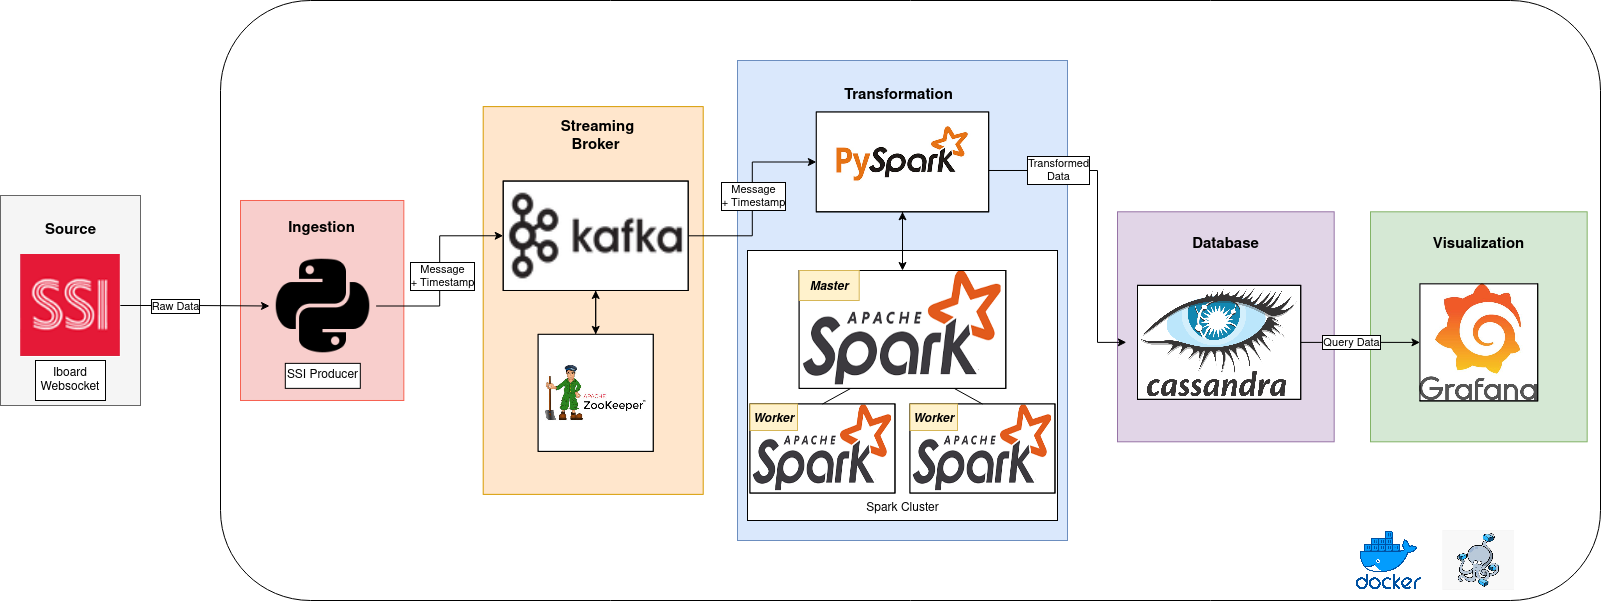 Source
SSI
Iboard
Websocket
Raw Data
Ingestion
SSI Producer
Message
+ Timestamp
Streaming
Broker
kafka
APACHE
ZooKeeper
Message
+ Timestamp
Transformation
PySpark
Master
APACHE
Spark
Worker
APACHE
Spark
Worker
APACHE
Spark
Spark Cluster
Transformed
Data
Database
cassandra
Query Data
Visualization
Grafana
docker